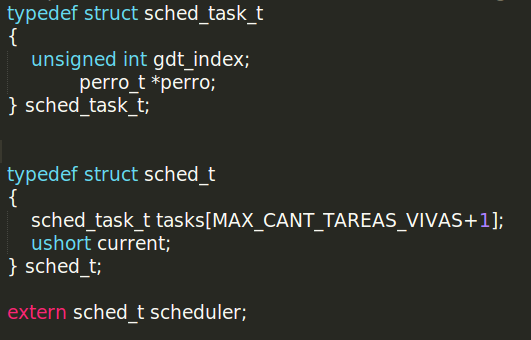 typedef struct sched_task_t
{
unsigned int gdt_index;
perro_t *perro;
} sched_task_t;
typedef struct sched_t
{
sched_task_t tasks[MAX_CANT_TAREAS_VIVAS+1];
ushort current;
} sched_t;
extern sched_t scheduler;